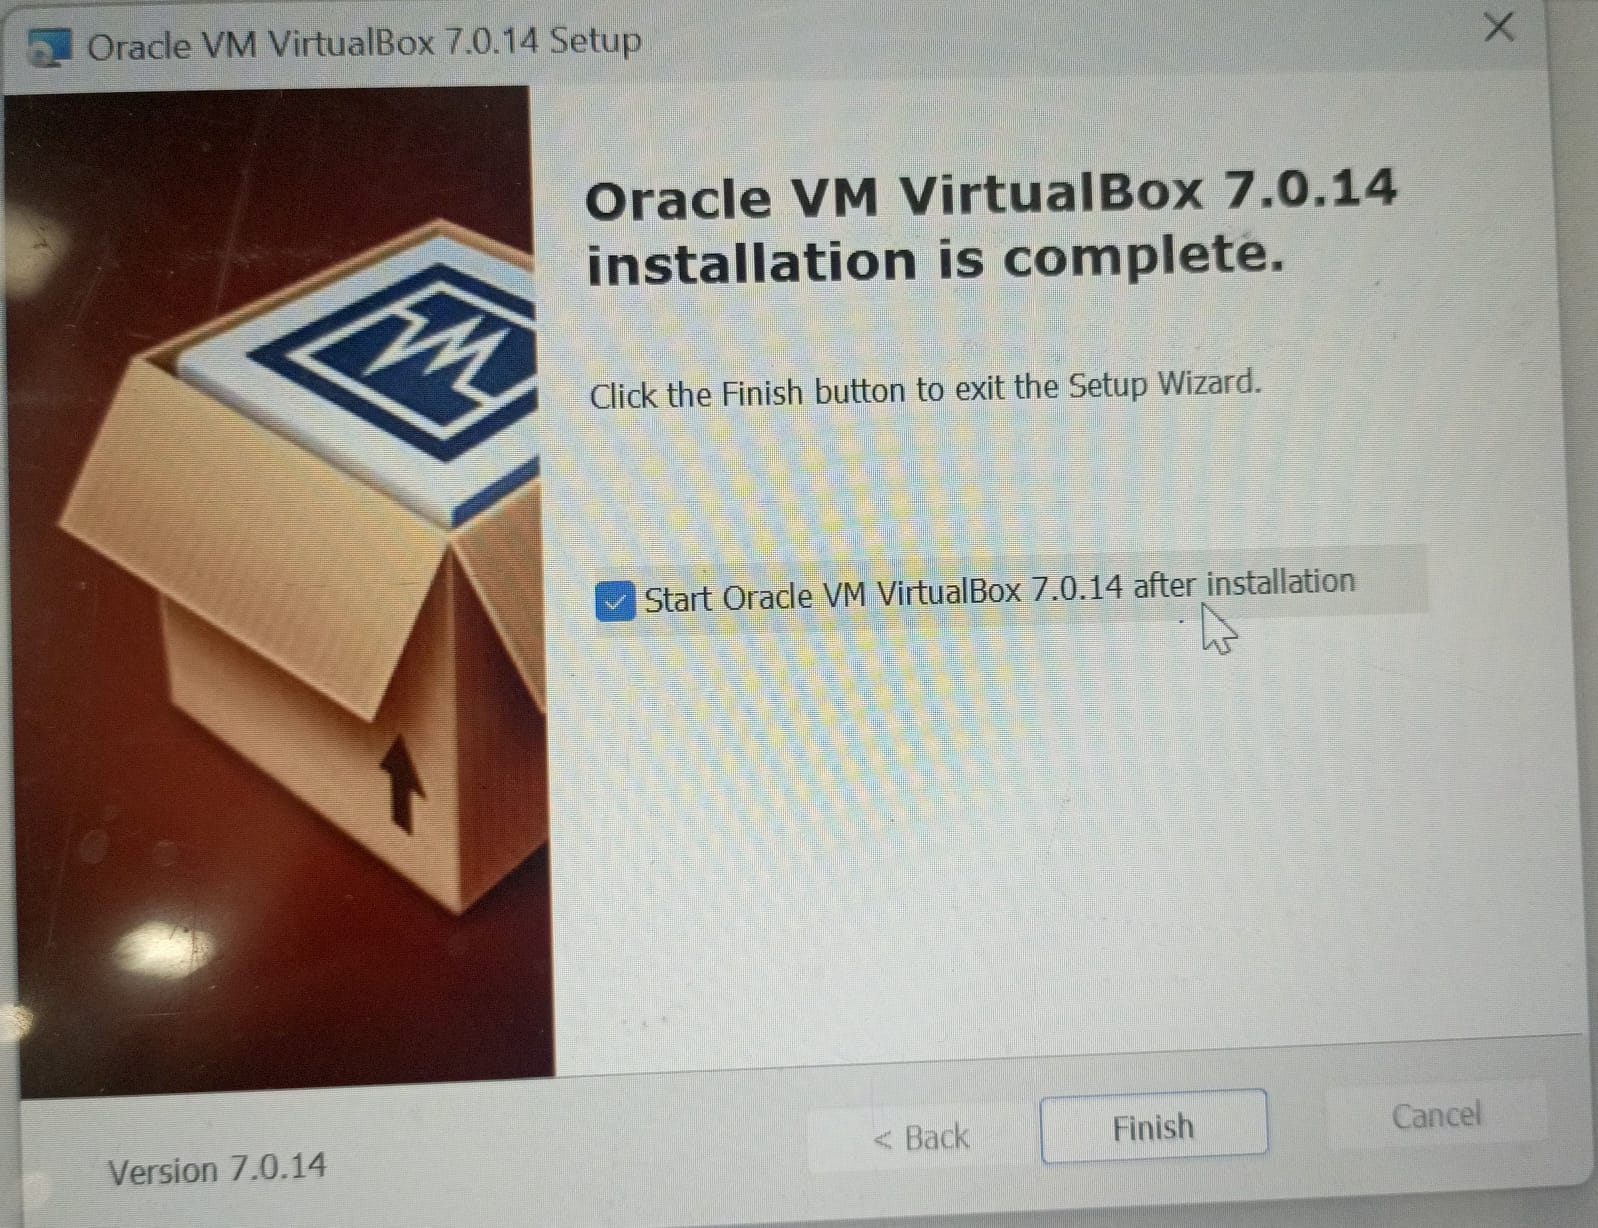 Oracle VM VirtualBox 7.0.14 Setup
Oracle VM VirtualBox 7.0.14
installation is complete.
Click the Finish button to exit the Setup Wizard.
Start Oracle VM VirtualBox 7.0.14 after installation
Version 7.0.14
< Back
Finish
Cancel